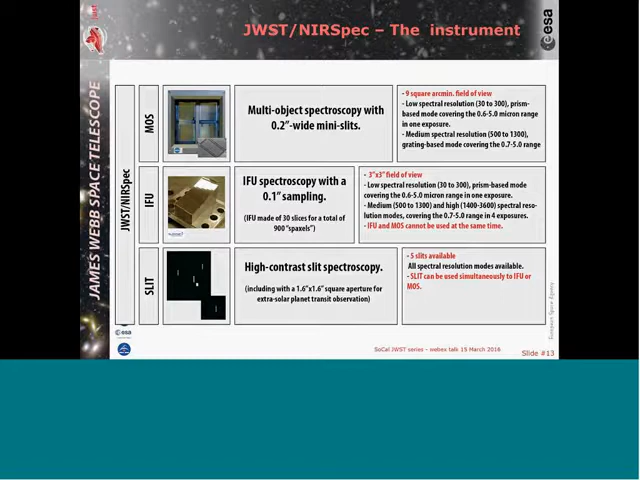 JWST/NIRSpec – The instrument
esa
JWST
JAMES WEBB SPACE TELESCOPE
JWST/NIRSpec
MOS
Multi-object spectroscopy with
0.2"-wide mini-slits.
- 9 square arcmin. field of view
- Low spectral resolution (30 to 300), prism-
based mode covering the 0.6-5.0 micron range
in one exposure.
- Medium spectral resolution (500 to 1300),
grating-based mode covering the 0.7-5.0 range
IFU
IFU spectroscopy with a
0.1" sampling.
(IFU made of 30 slices for a total of
900 "spaxels")
- 3"x3" field of view
- Low spectral resolution (30 to 300), prism-based mode
covering the 0.6-5.0 micron range in one exposure.
- Medium (500 to 1300) and high (1400-3600) spectral reso-
lution modes, covering the 0.7-5.0 range in 4 exposures.
- IFU and MOS cannot be used at the same time.
SLIT
High-contrast slit spectroscopy.
(including with a 1.6"x1.6" square aperture for
extra-solar planet transit observation)
- 5 slits available
All spectral resolution modes available.
- SLIT can be used simultaneously to IFU or
MOS.
European Space Agency
esa
SoCal JWST series – webex talk 15 March 2016
Slide #13